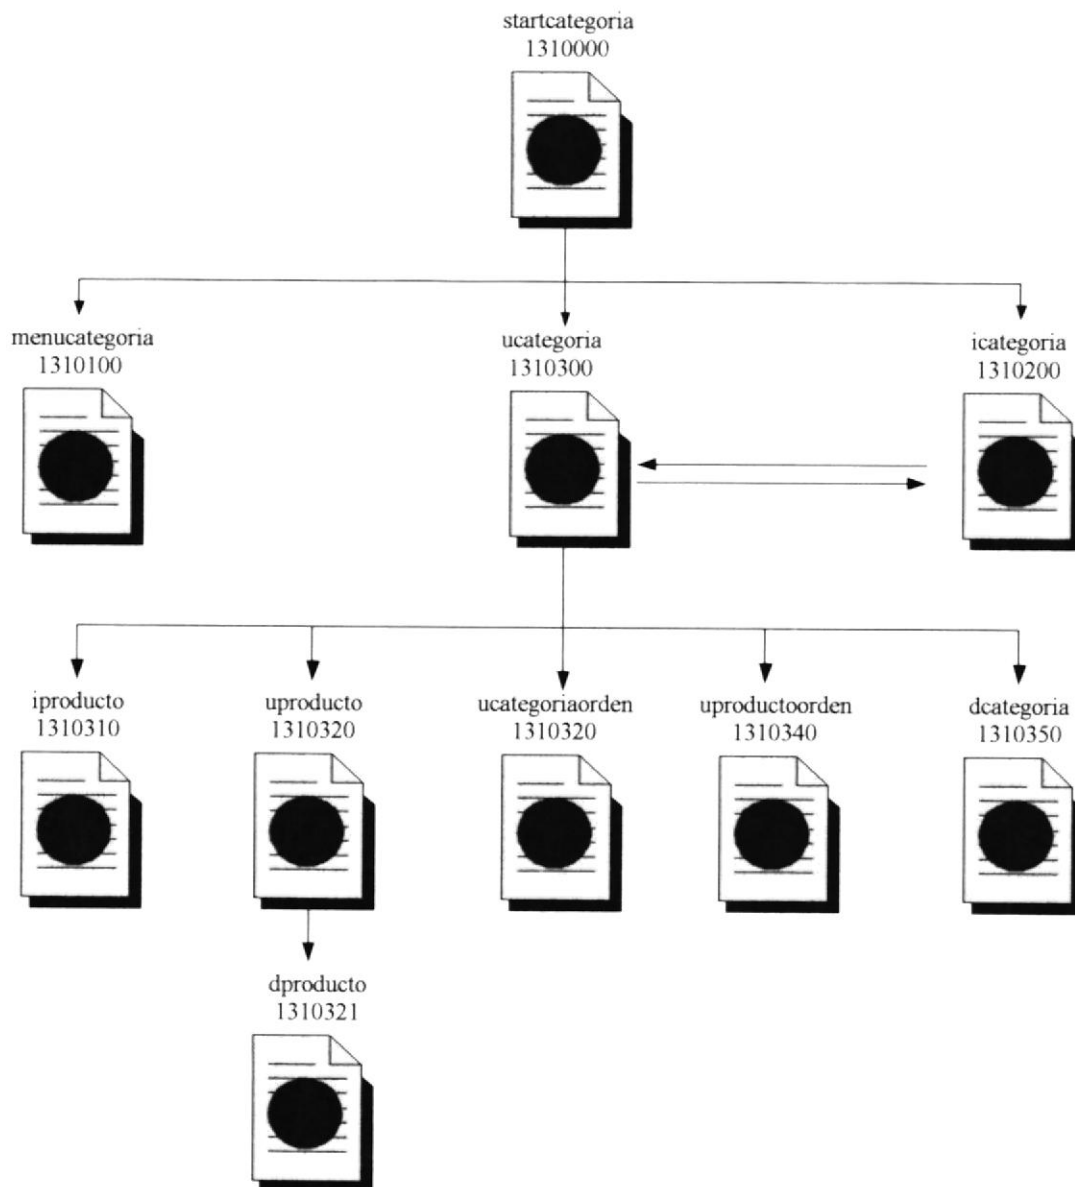 startcategoria
1310000
menucategoria
1310100
ucategoria
1310300
icategoria
1310200
iproducto
1310310
uproducto
1310320
ucategoriaorden
1310320
uproductoorden
1310340
dcategoria
1310350
dproducto
1310321